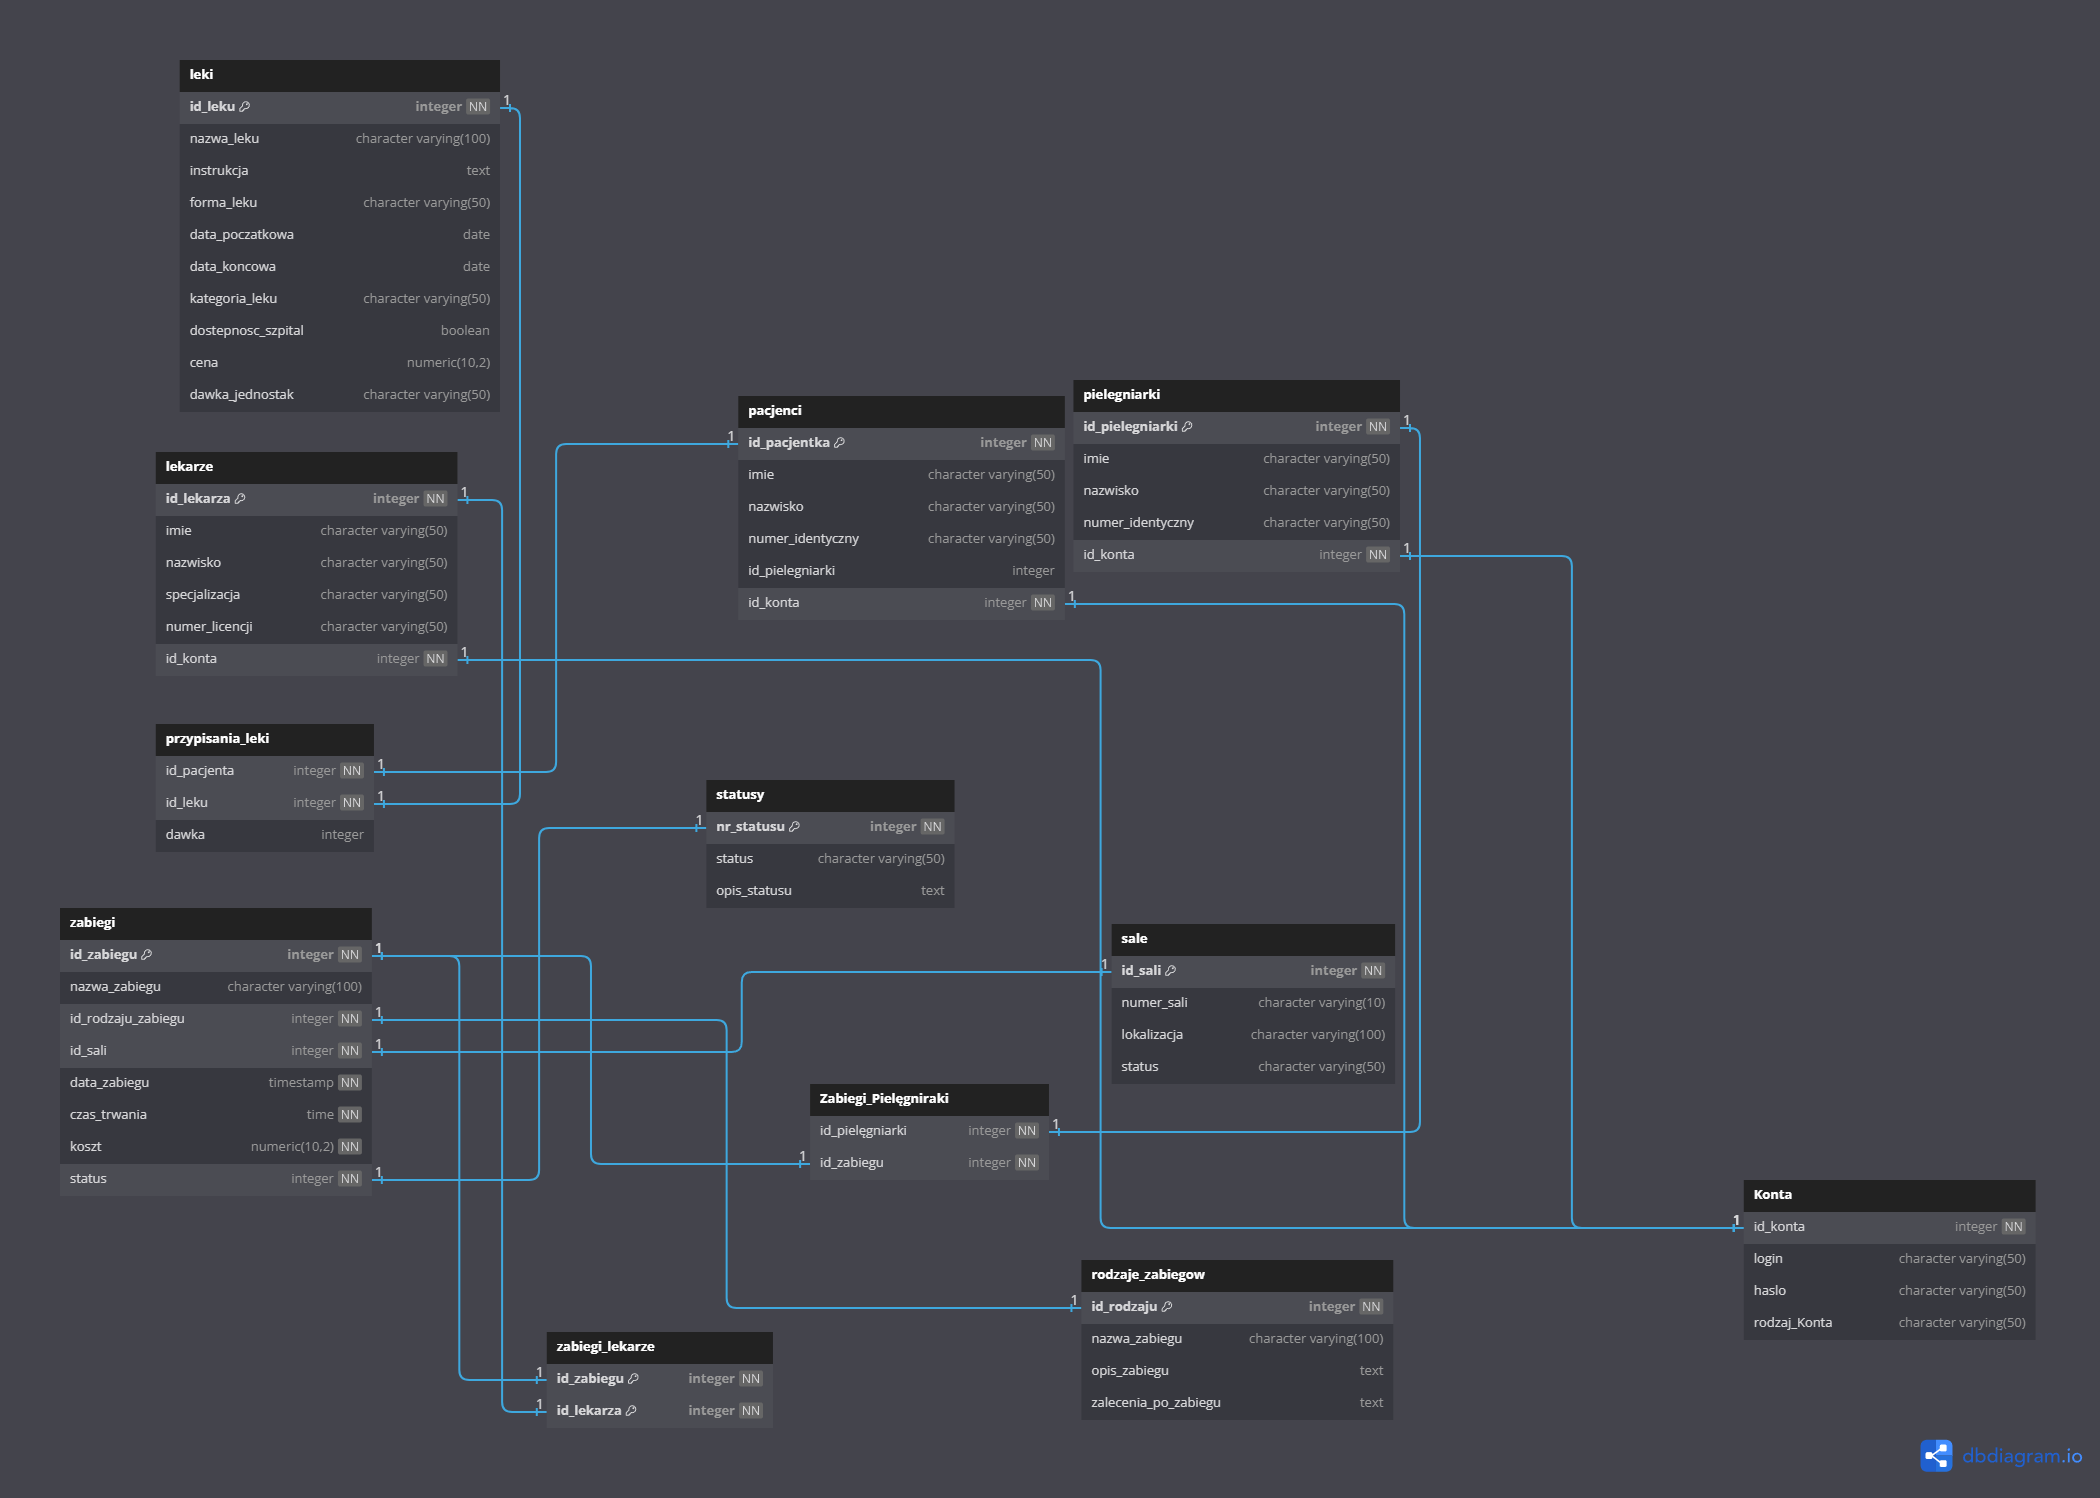 leki
id_leku integer NN
nazwa_leku character varying(100)
instrukcja text
forma_leku character varying(50)
data_poczatkowa date
data_koncowa date
kategoria_leku character varying(50)
dostepnosc_szpital boolean
cena numeric(10,2)
dawka_jednostak character varying(50)
1
lekarze
id_lekarza integer NN
imie character varying(50)
nazwisko character varying(50)
specjalizacja character varying(50)
numer_licencji character varying(50)
id_konta integer NN
1
1
pacjenci
id_pacjentka integer NN
imie character varying(50)
nazwisko character varying(50)
numer_identyczny character varying(50)
id_pielegniarki integer
id_konta integer NN
1
1
pielegniarki
id_pielegniarki integer NN
imie character varying(50)
nazwisko character varying(50)
numer_identyczny character varying(50)
id_konta integer NN
1
1
przypisania_leki
id_pacjenta integer NN
id_leku integer NN
dawka integer
1
1
statusy
nr_statusu integer NN
status character varying(50)
opis_statusu text
1
zabiegi
id_zabiegu integer NN
nazwa_zabiegu character varying(100)
id_rodzaju_zabiegu integer NN
id_sali integer NN
data_zabiegu timestamp NN
czas_trwania time NN
koszt numeric(10,2) NN
status integer NN
1
1
1
1
sale
id_sali integer NN
numer_sali character varying(10)
lokalizacja character varying(100)
status character varying(50)
1
Zabiegi_Pielęgniraki
id_pielęgniarki integer NN
id_zabiegu integer NN
1
1
Konta
id_konta integer NN
login character varying(50)
haslo character varying(50)
rodzaj_Konta character varying(50)
1
rodzaje_zabiegow
id_rodzaju integer NN
nazwa_zabiegu character varying(100)
opis_zabiegu text
zalecenia_po_zabiegu text
1
zabiegi_lekarze
id_zabiegu integer NN
id_lekarza integer NN
1
1
dbdiagram.io